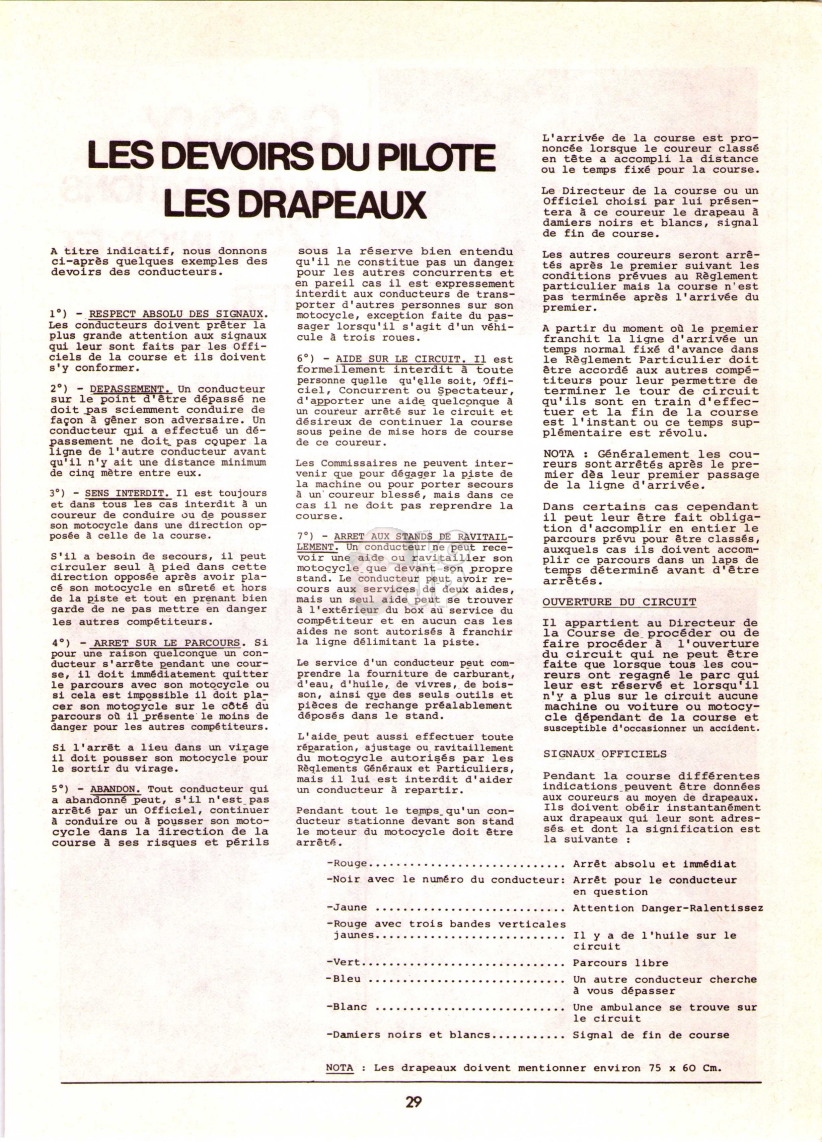 LES DEVOIRS DU PILOTE
LES DRAPEAUX
A titre indicatif, nous donnons
ci-après quelques exemples des
devoirs des conducteurs.
1°) - RESPECT ABSOLU DES SIGNAUX.
Les conducteurs doivent prêter la
plus grande attention aux signaux
qui leur sont faits par les Offi-
ciels de la course et ils doivent
s'y conformer.
2°) - DEPASSEMENT. Un conducteur
sur le point d'être dépassé ne
doit pas sciemment conduire de
façon à gêner son adversaire. Un
conducteur qui a effectué un dé-
passement ne doit pas couper la
ligne de l'autre conducteur avant
qu'il n'y ait une distance minimum
de cinq mètre entre eux.
3°) - SENS INTERDIT. Il est toujours
et dans tous les cas interdit à un
coureur de conduire ou de pousser
son motocycle dans une direction op-
posée à celle de la course.
S'il a besoin de secours, il peut
circuler seul à pied dans cette
direction opposée après avoir pla-
cé son motocycle en sûreté et hors
de la piste et tout en prenant bien
garde de ne pas mettre en danger
les autres compétiteurs.
4°) - ARRET SUR LE PARCOURS. Si
pour une raison quelconque un con-
ducteur s'arrête pendant une cour-
se, il doit immédiatement quitter
le parcours avec son motocycle ou
si cela est impossible il doit pla-
cer son motocycle sur le côté du
parcours où il présente le moins de
danger pour les autres compétiteurs.
Si l'arrêt a lieu dans un virage
il doit pousser son motocycle pour
le sortir du virage.
5°) - ABANDON. Tout conducteur qui
a abandonné peut, s'il n'est pas
arrêté par un Officiel, continuer
à conduire ou à pousser son moto-
cycle dans la direction de la
course à ses risques et périls
sous la réserve bien entendu
qu'il ne constitue pas un danger
pour les autres concurrents et
en pareil cas il est expressement
interdit aux conducteurs de trans-
porter d'autres personnes sur son
motocycle, exception faite du pas-
sager lorsqu'il s'agit d'un véhi-
cule à trois roues.
6°) - AIDE SUR LE CIRCUIT. Il est
formellement interdit à toute
personne quelle qu'elle soit, Offi-
ciel, Concurrent ou Spectateur,
d'apporter une aide quelconque à
un coureur arrêté sur le circuit et
désireux de continuer la course
sous peine de mise hors de course
de ce coureur.
Les Commissaires ne peuvent inter-
venir que pour dégager la piste de
la machine ou pour porter secours
à un coureur blessé, mais dans ce
cas il ne doit pas reprendre la
course.
7°) - ARRET AUX STANDS DE RAVITAIL-
LEMENT. Un conducteur ne peut rece-
voir une aide ou ravitailler son
motocycle que devant son propre
stand. Le conducteur peut avoir re-
cours aux services de deux aides,
mais un seul aide peut se trouver
à l'extérieur du box au service du
compétiteur et en aucun cas les
aides ne sont autorisés à franchir
la ligne délimitant la piste.
Le service d'un conducteur peut com-
prendre la fourniture de carburant,
d'eau, d'huile, de vivres, de bois-
son, ainsi que des seuls outils et
pièces de rechange préalablement
déposés dans le stand.
L'aide peut aussi effectuer toute
réparation, ajustage ou ravitaillement
du motocycle autorisés par les
Règlements Généraux et Particuliers,
mais il lui est interdit d'aider
un conducteur à repartir.
Pendant tout le temps qu'un con-
ducteur stationne devant son stand
le moteur du motocycle doit être
arrêté.
L'arrivée de la course est pro-
noncée lorsque le coureur classé
en tête a accompli la distance
ou le temps fixé pour la course.
Le Directeur de la course ou un
Officiel choisi par lui présen-
tera à ce coureur le drapeau à
damiers noirs et blancs, signal
de fin de course.
Les autres coureurs seront arrê-
tés après le premier suivant les
conditions prévues au Règlement
particulier mais la course n'est
pas terminée après l'arrivée du
premier.
A partir du moment où le premier
franchit la ligne d'arrivée un
temps normal fixé d'avance dans
le Règlement Particulier doit
être accordé aux autres compé-
titeurs pour leur permettre de
terminer le tour de circuit
qu'ils sont en train d'effec-
tuer et la fin de la course
est l'instant ou ce temps sup-
plémentaire est révolu.
NOTA : Généralement les cou-
reurs sont arrêtés après le pre-
mier dès leur premier passage
de la ligne d'arrivée.
Dans certains cas cependant
il peut leur être fait obliga-
tion d'accomplir en entier le
parcours prévu pour être classés,
auxquels cas ils doivent accom-
plir ce parcours dans un laps de
temps déterminé avant d'être
arrêtés.
OUVERTURE DU CIRCUIT
Il appartient au Directeur de
la Course de procéder ou de
faire procéder à l'ouverture
du circuit qui ne peut être
faite que lorsque tous les cou-
reurs ont regagné le parc qui
leur est réservé et lorsqu'il
n'y a plus sur le circuit aucune
machine ou voiture ou motocy-
cle dépendant de la course et
susceptible d'occasionner un accident.
SIGNAUX OFFICIELS
Pendant la course différentes
indications peuvent être données
aux coureurs au moyen de drapeaux.
Ils doivent obéir instantanément
aux drapeaux qui leur sont adres-
sés et dont la signification est
la suivante :
-Rouge............................ Arrêt absolu et immédiat
-Noir avec le numéro du conducteur: Arrêt pour le conducteur
en question
-Jaune ........................... Attention Danger-Ralentissez
-Rouge avec trois bandes verticales
jaunes........................... Il y a de l'huile sur le
circuit
-Vert............................. Parcours libre
-Bleu ............................ Un autre conducteur cherche
à vous dépasser
-Blanc ........................... Une ambulance se trouve sur
le circuit
-Damiers noirs et blancs........... Signal de fin de course
NOTA : Les drapeaux doivent mentionner environ 75 x 60 Cm.
29